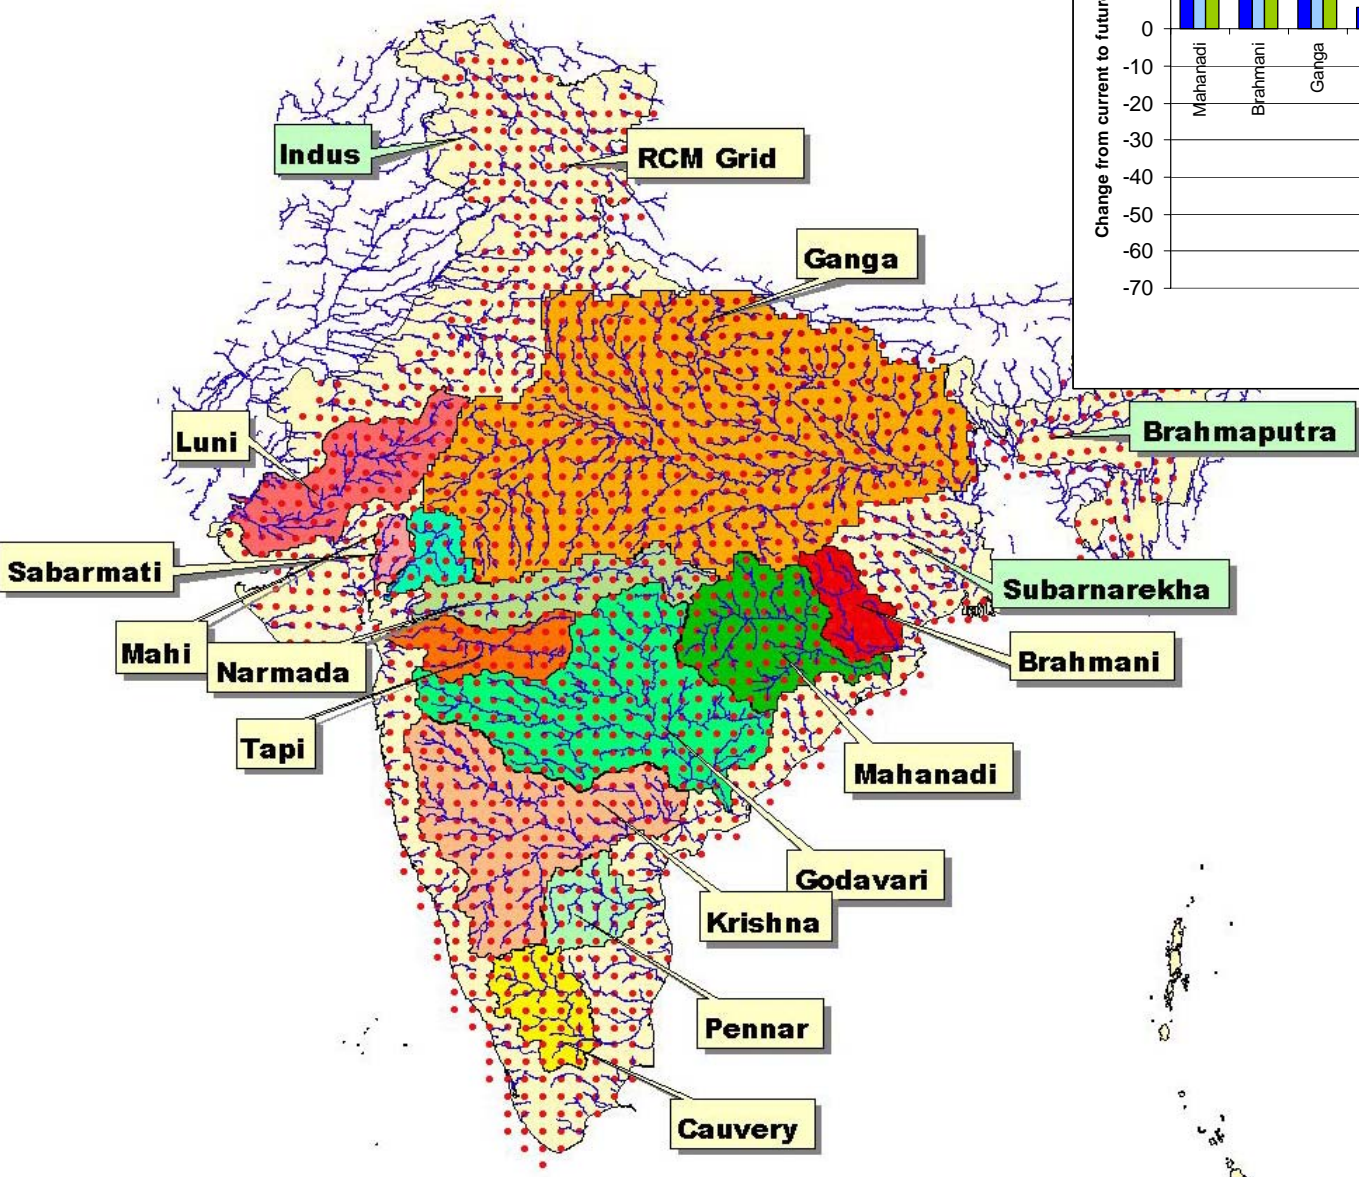 Change from current to future
0
-10
-20
-30
-40
-50
-60
-70
Mahanadi
Brahmani
Ganga
Indus
RCM Grid
Ganga
Luni
Brahmaputra
Sabarmati
Subarnarekha
Mahi
Narmada
Brahmani
Tapi
Mahanadi
Godavari
Krishna
Pennar
Cauvery